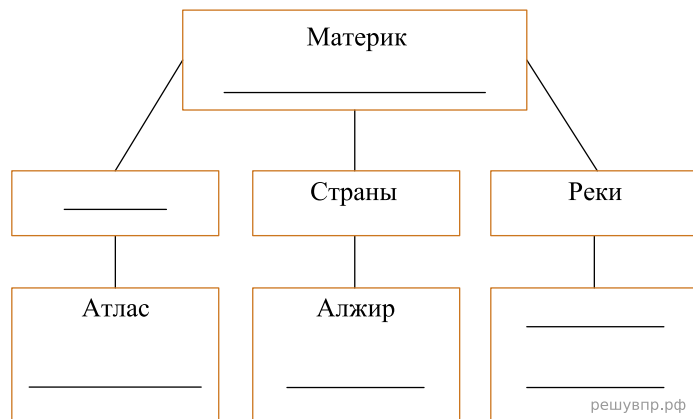 Материк
Страны
Реки
Атлас
Алжир
решувпр.рф